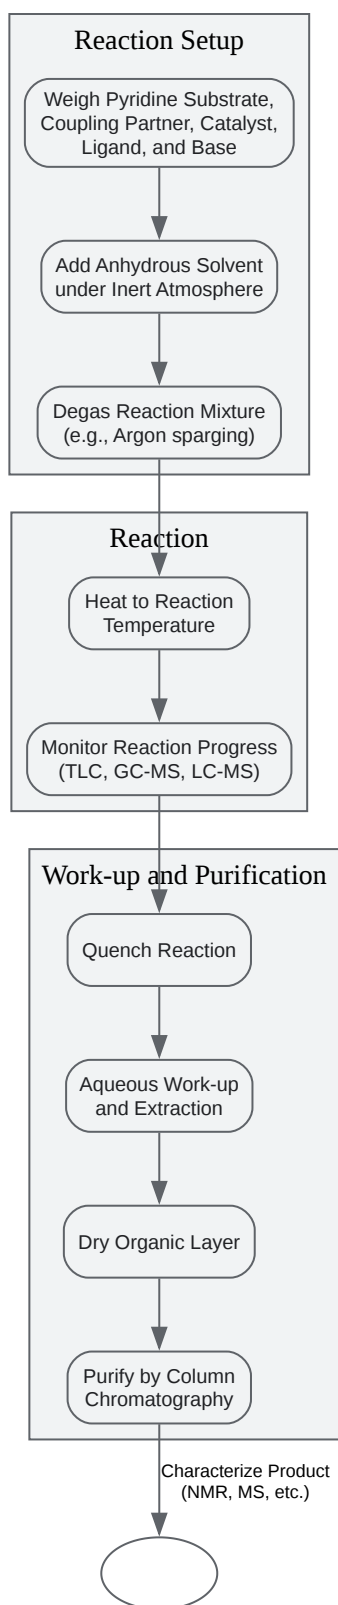 Reaction Setup
Weigh Pyridine Substrate,
Coupling Partner, Catalyst,
Ligand, and Base
Add Anhydrous Solvent
under Inert Atmosphere
Degas Reaction Mixture
(e.g., Argon sparging)
Reaction
Heat to Reaction
Temperature
Monitor Reaction Progress
(TLC, GC-MS, LC-MS)
Work-up and Purification
Quench Reaction
Aqueous Work-up
and Extraction
Dry Organic Layer
Purify by Column
Chromatography
Characterize Product
(NMR, MS, etc.)